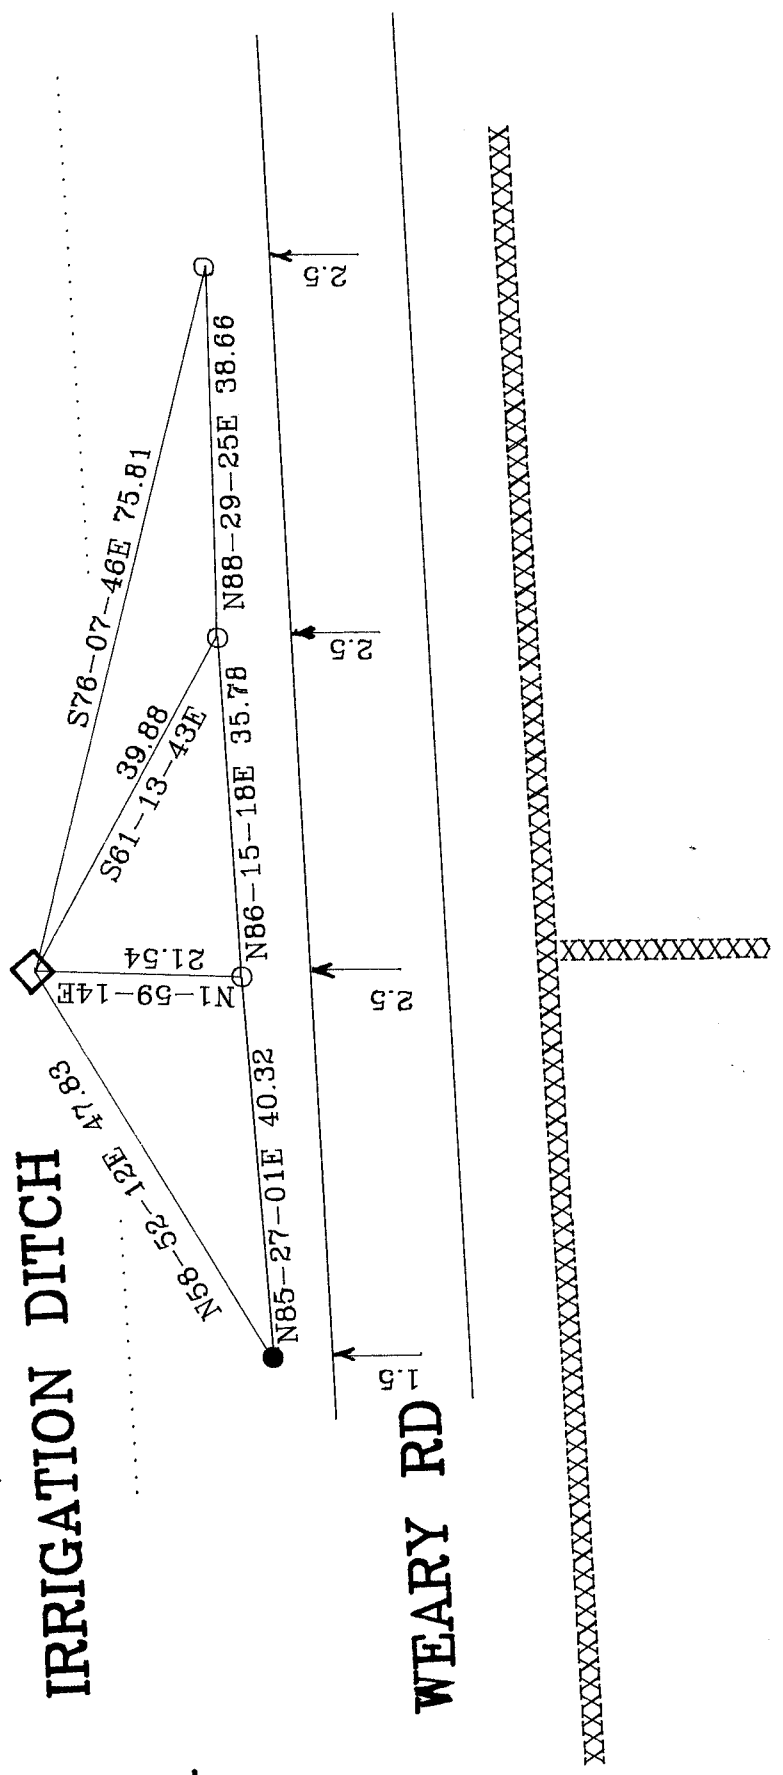 IRRIGATION DITCH
S76-07-46E 75.81
39.88
S61-13-43E
N58-52-12E 47.83
N1-59-14E 21.54
N85-27-01E 40.32
N86-15-18E 35.78
N88-29-25E 38.66
1.5
2.5
2.5
2.5
WEARY RD